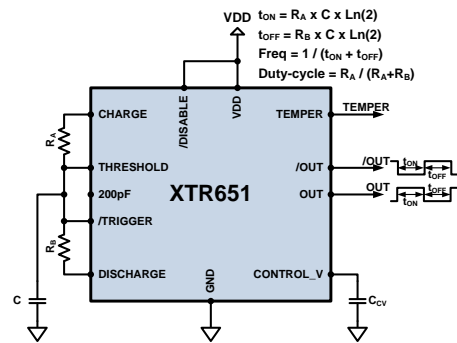 VDD
tON = RA x C x Ln(2)
tOFF = RB x C x Ln(2)
Freq = 1 / (tON + tOFF)
Duty-cycle = RA / (RA+RB)
CHARGE
/DISABLE
VDD
TEMPER
TEMPER
RA
THRESHOLD
/OUT
/OUT
tON
tOFF
200pF
XTR651
OUT
OUT
tON
tOFF
/TRIGGER
RB
DISCHARGE
GND
CONTROL_V
C
CCV